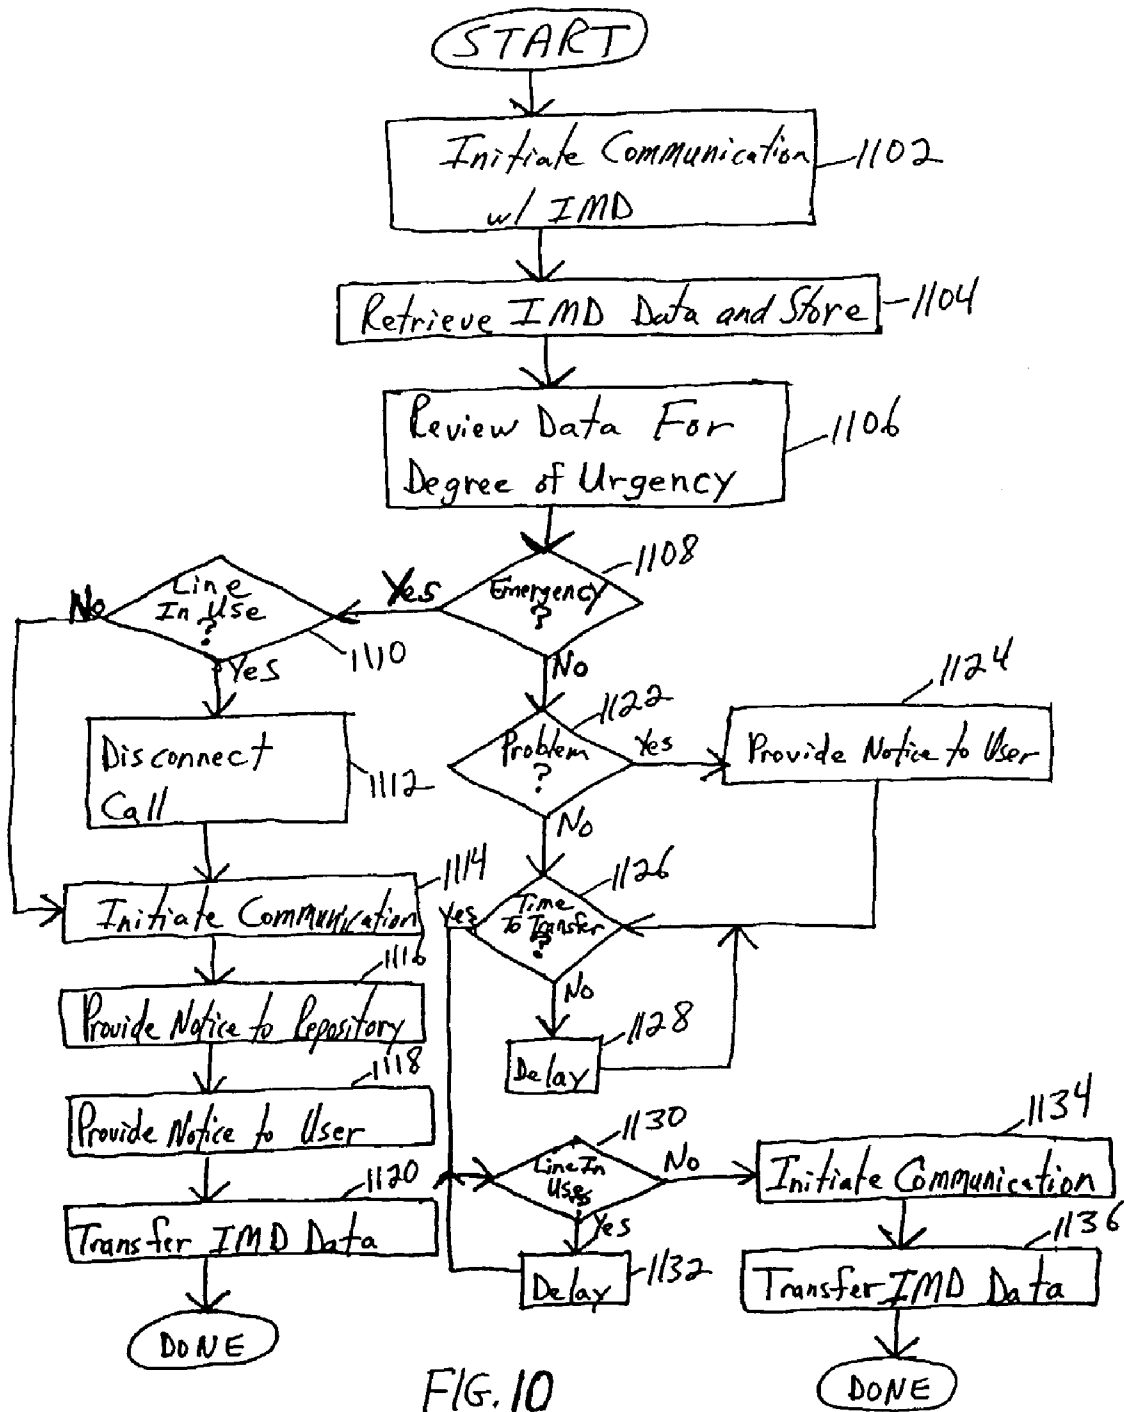 START
Initiate Communication
w/ IMD
1102
Retrieve IMD Data and Store
1104
Review Data For
Degree of Urgency
1106
Emergency
?
1108
Yes
No
Line
In Use
?
1110
No
Yes
Disconnect
Call
1112
Initiate Communication
1114
Provide Notice to Repository
1116
Provide Notice to User
1118
Transfer IMD Data
1120
DONE
Problem
?
1122
Yes
No
Provide Notice to User
1124
Time
To Transfer
?
1126
Yes
No
Delay
1128
Line In
Use?
1130
No
Yes
Delay
1132
Initiate Communication
1134
Transfer IMD Data
1136
DONE
FIG. 10